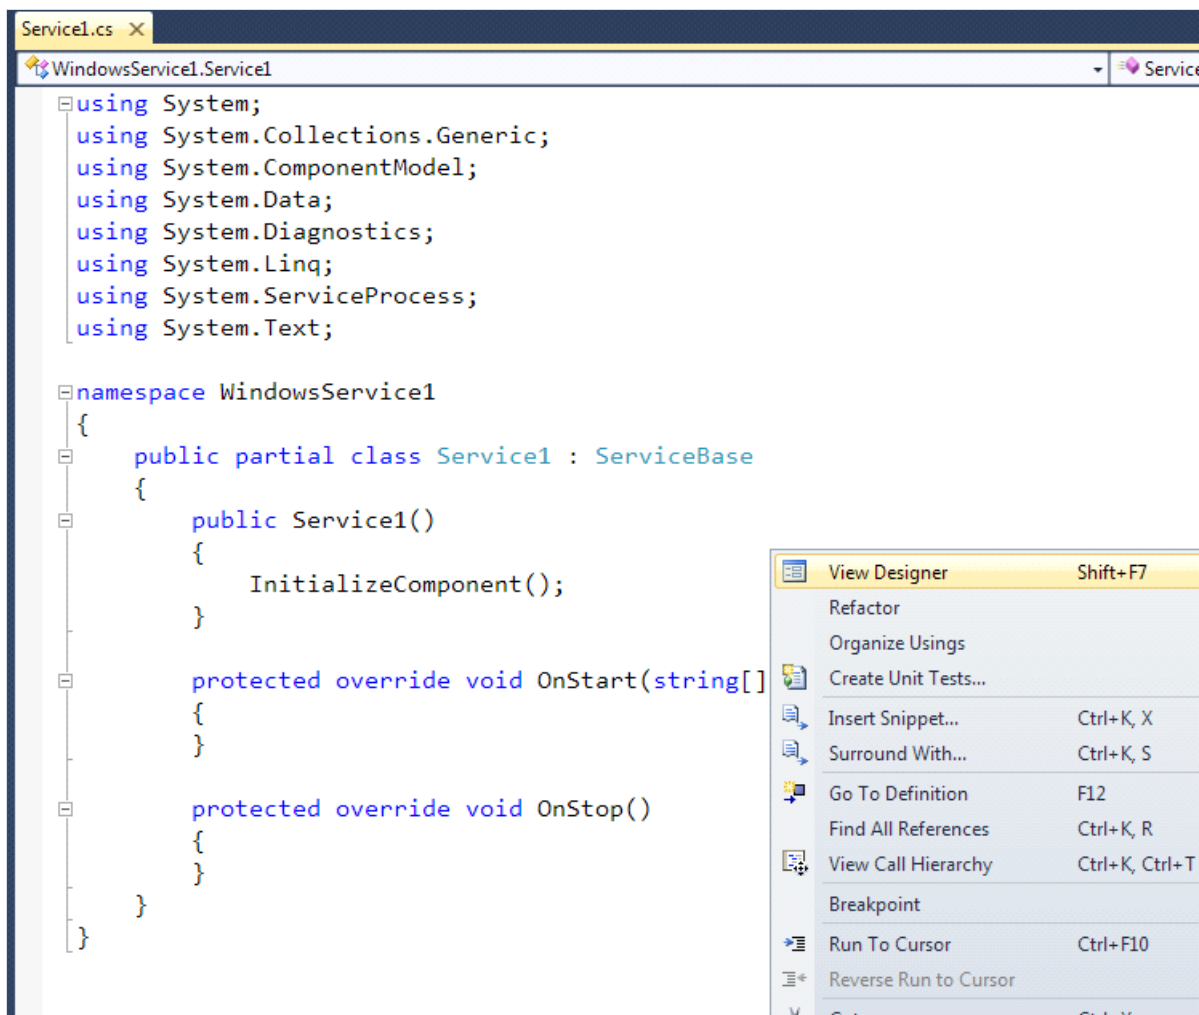 Service1.cs
WindowsService1.Service1
Service
using System;
using System.Collections.Generic;
using System.ComponentModel;
using System.Data;
using System.Diagnostics;
using System.Linq;
using System.ServiceProcess;
using System.Text;
namespace WindowsService1
{
public partial class Service1 : ServiceBase
{
public Service1()
{
InitializeComponent();
}
protected override void OnStart(string[]
{
}
protected override void OnStop()
{
}
}
}
View Designer Shift+F7
Refactor
Organize Usings
Create Unit Tests...
Insert Snippet... Ctrl+K, X
Surround With... Ctrl+K, S
Go To Definition F12
Find All References Ctrl+K, R
View Call Hierarchy Ctrl+K, Ctrl+T
Breakpoint
Run To Cursor Ctrl+F10
Reverse Run to Cursor